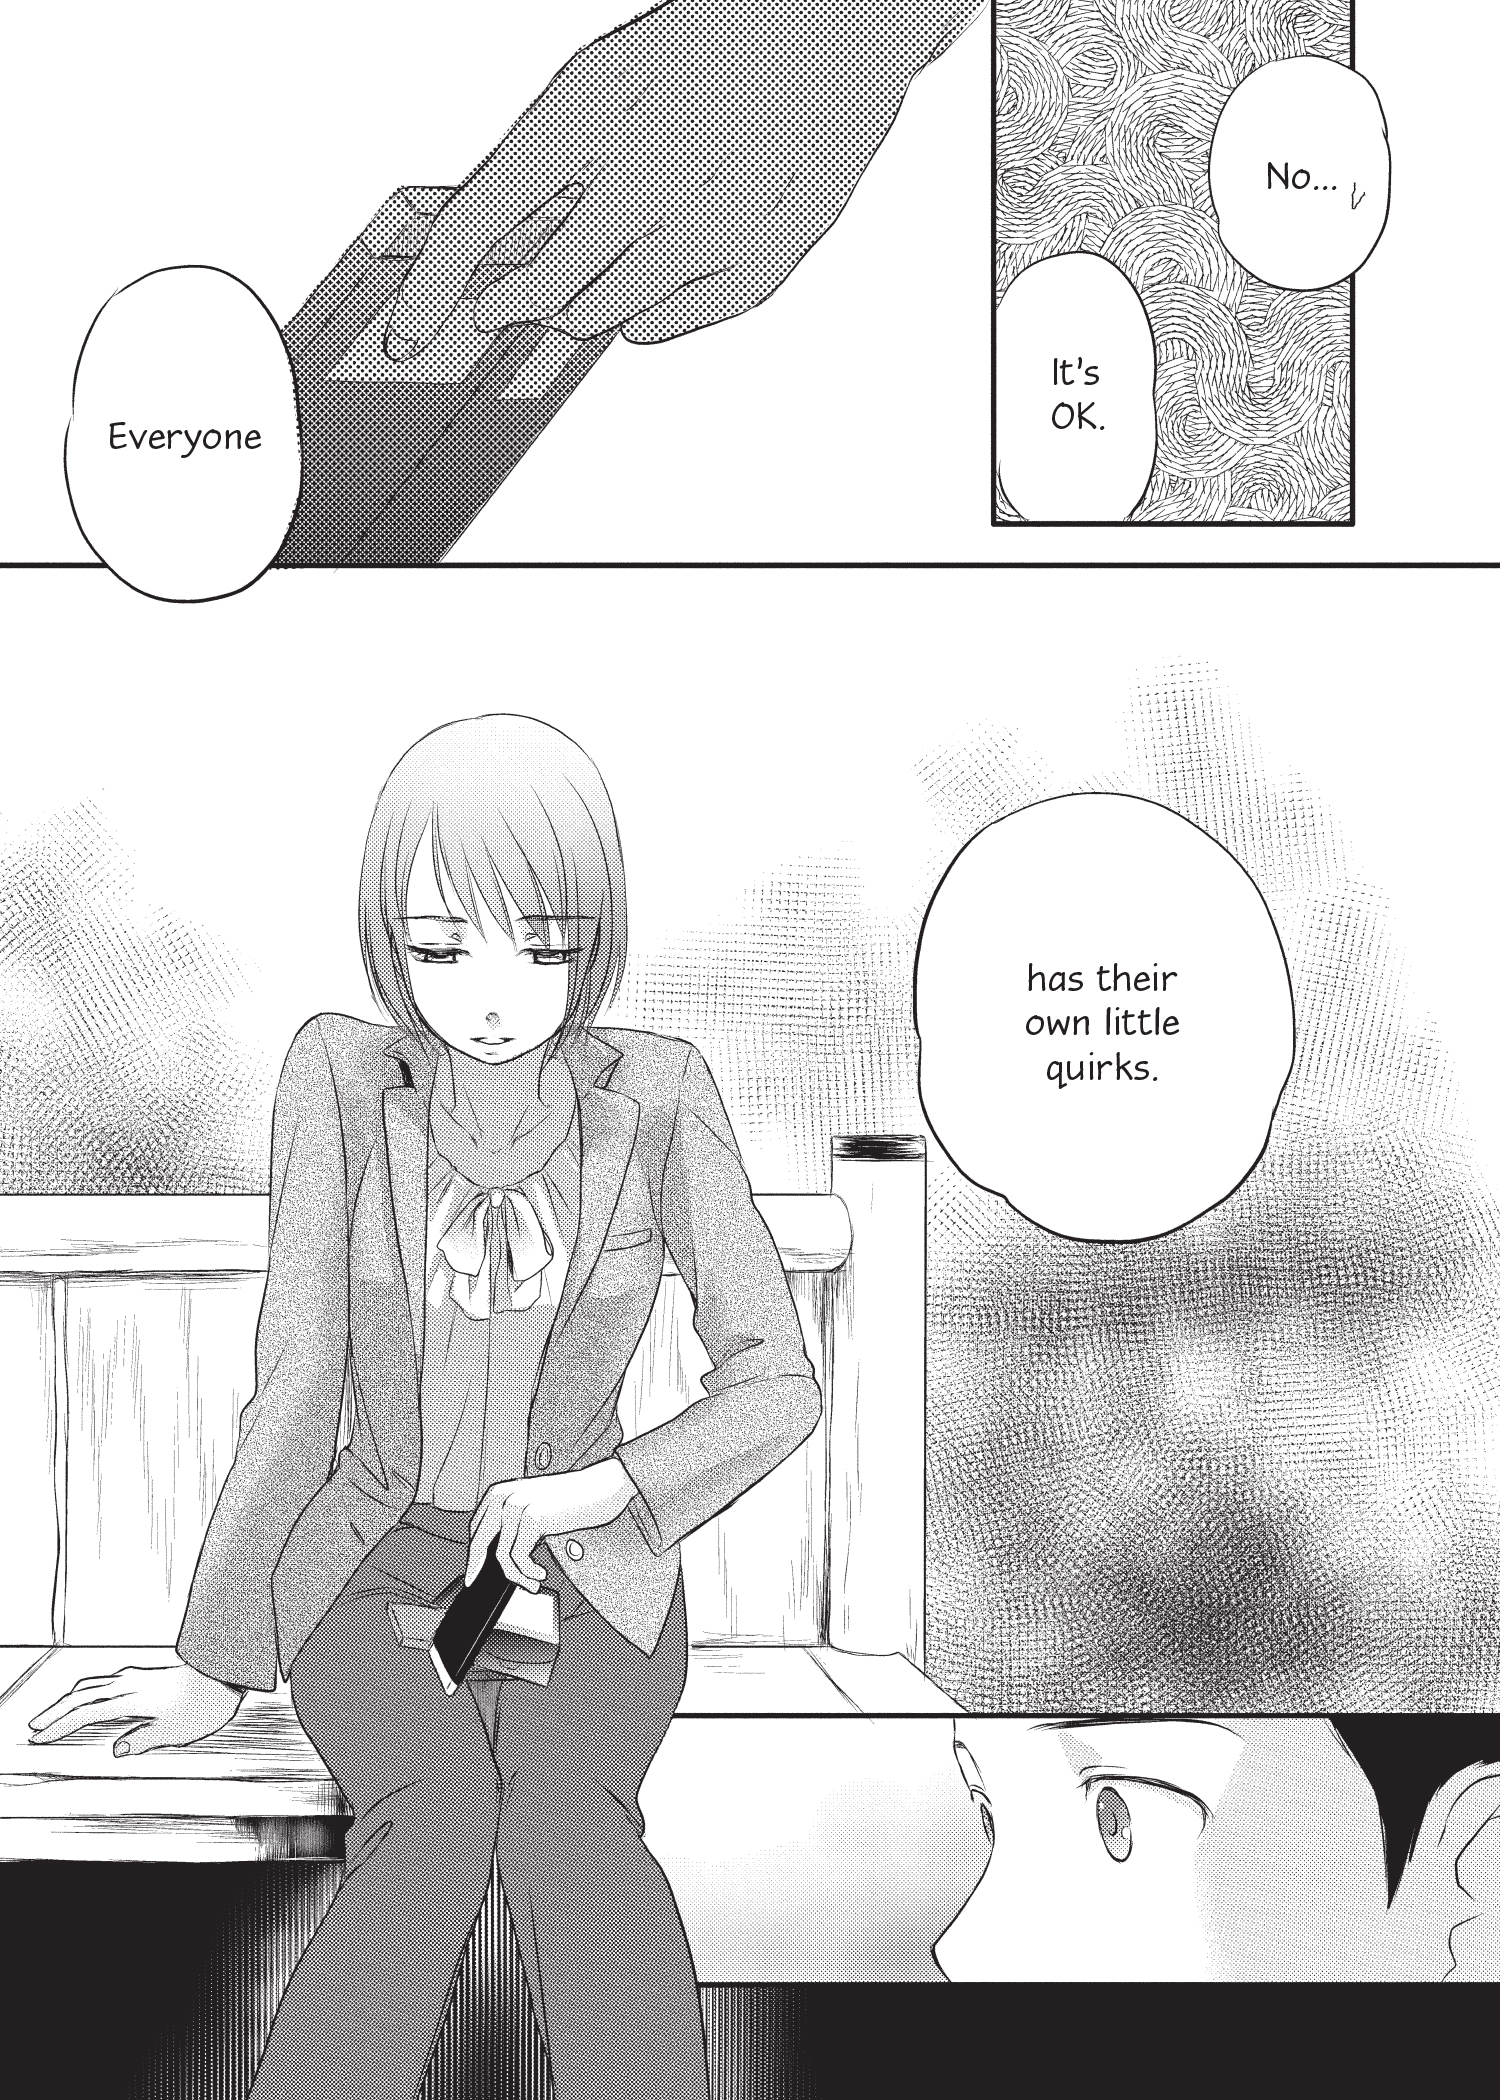 No...
It's
OK.
Everyone
has their
own little
quirks.